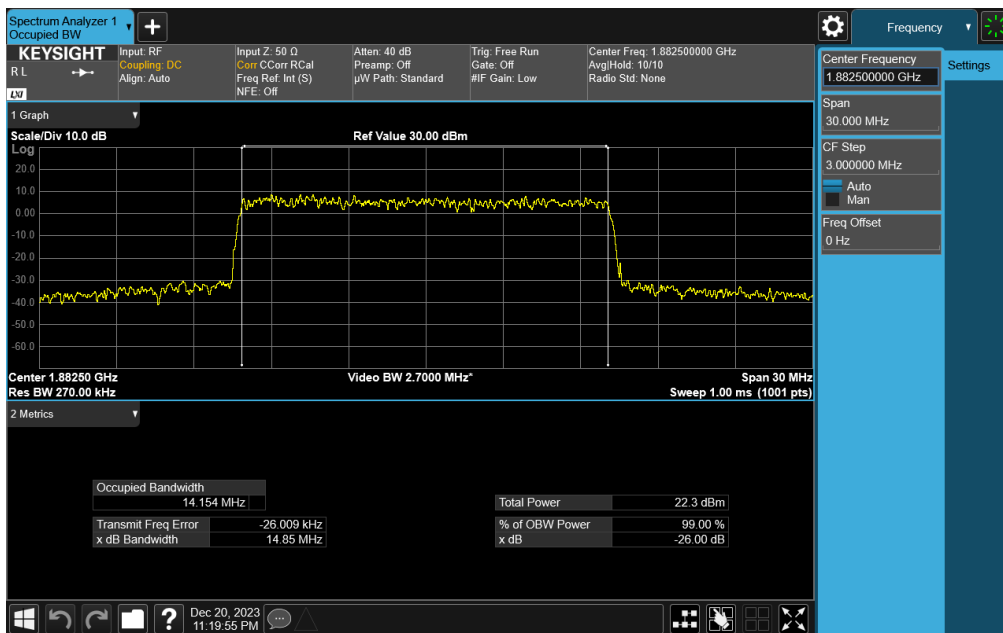 Spectrum Analyzer 1
Occupied BW
Frequency
KEYSIGHT
R L
LXI
Input: RF
Coupling: DC
Align: Auto
Input Z: 50 Ω
Corr CCorr RCal
Freq Ref: Int (S)
NFE: Off
Atten: 40 dB
Preamp: Off
µW Path: Standard
Trig: Free Run
Gate: Off
#IF Gain: Low
Center Freq: 1.882500000 GHz
Avg|Hold: 10/10
Radio Std: None
Center Frequency
1.882500000 GHz
Settings
Span
30.000 MHz
CF Step
3.000000 MHz
Auto
Man
Freq Offset
0 Hz
1 Graph
Scale/Div 10.0 dB
Ref Value 30.00 dBm
Log
20.0
10.0
0.00
-10.0
-20.0
-30.0
-40.0
-50.0
-60.0
Center 1.88250 GHz
Video BW 2.7000 MHz*
Span 30 MHz
Res BW 270.00 kHz
Sweep 1.00 ms (1001 pts)
2 Metrics
Occupied Bandwidth
14.154 MHz
Total Power 22.3 dBm
Transmit Freq Error -26.009 kHz
% of OBW Power 99.00 %
x dB Bandwidth 14.85 MHz
x dB -26.00 dB
?
Dec 20, 2023
11:19:55 PM